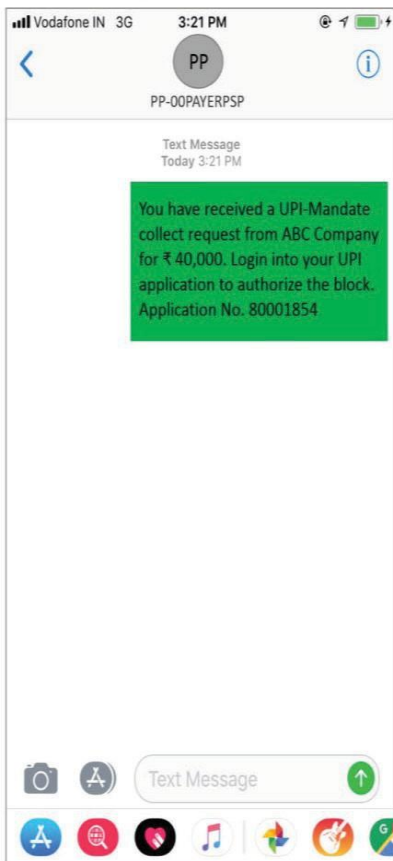 Vodafone IN 3G 3:21 PM
PP
PP-OOPAYERPSP
Text Message
Today 3:21 PM
You have received a UPI-Mandate
collect request from ABC Company
for ₹ 40,000. Login into your UPI
application to authorize the block.
Application No. 80001854
Text Message